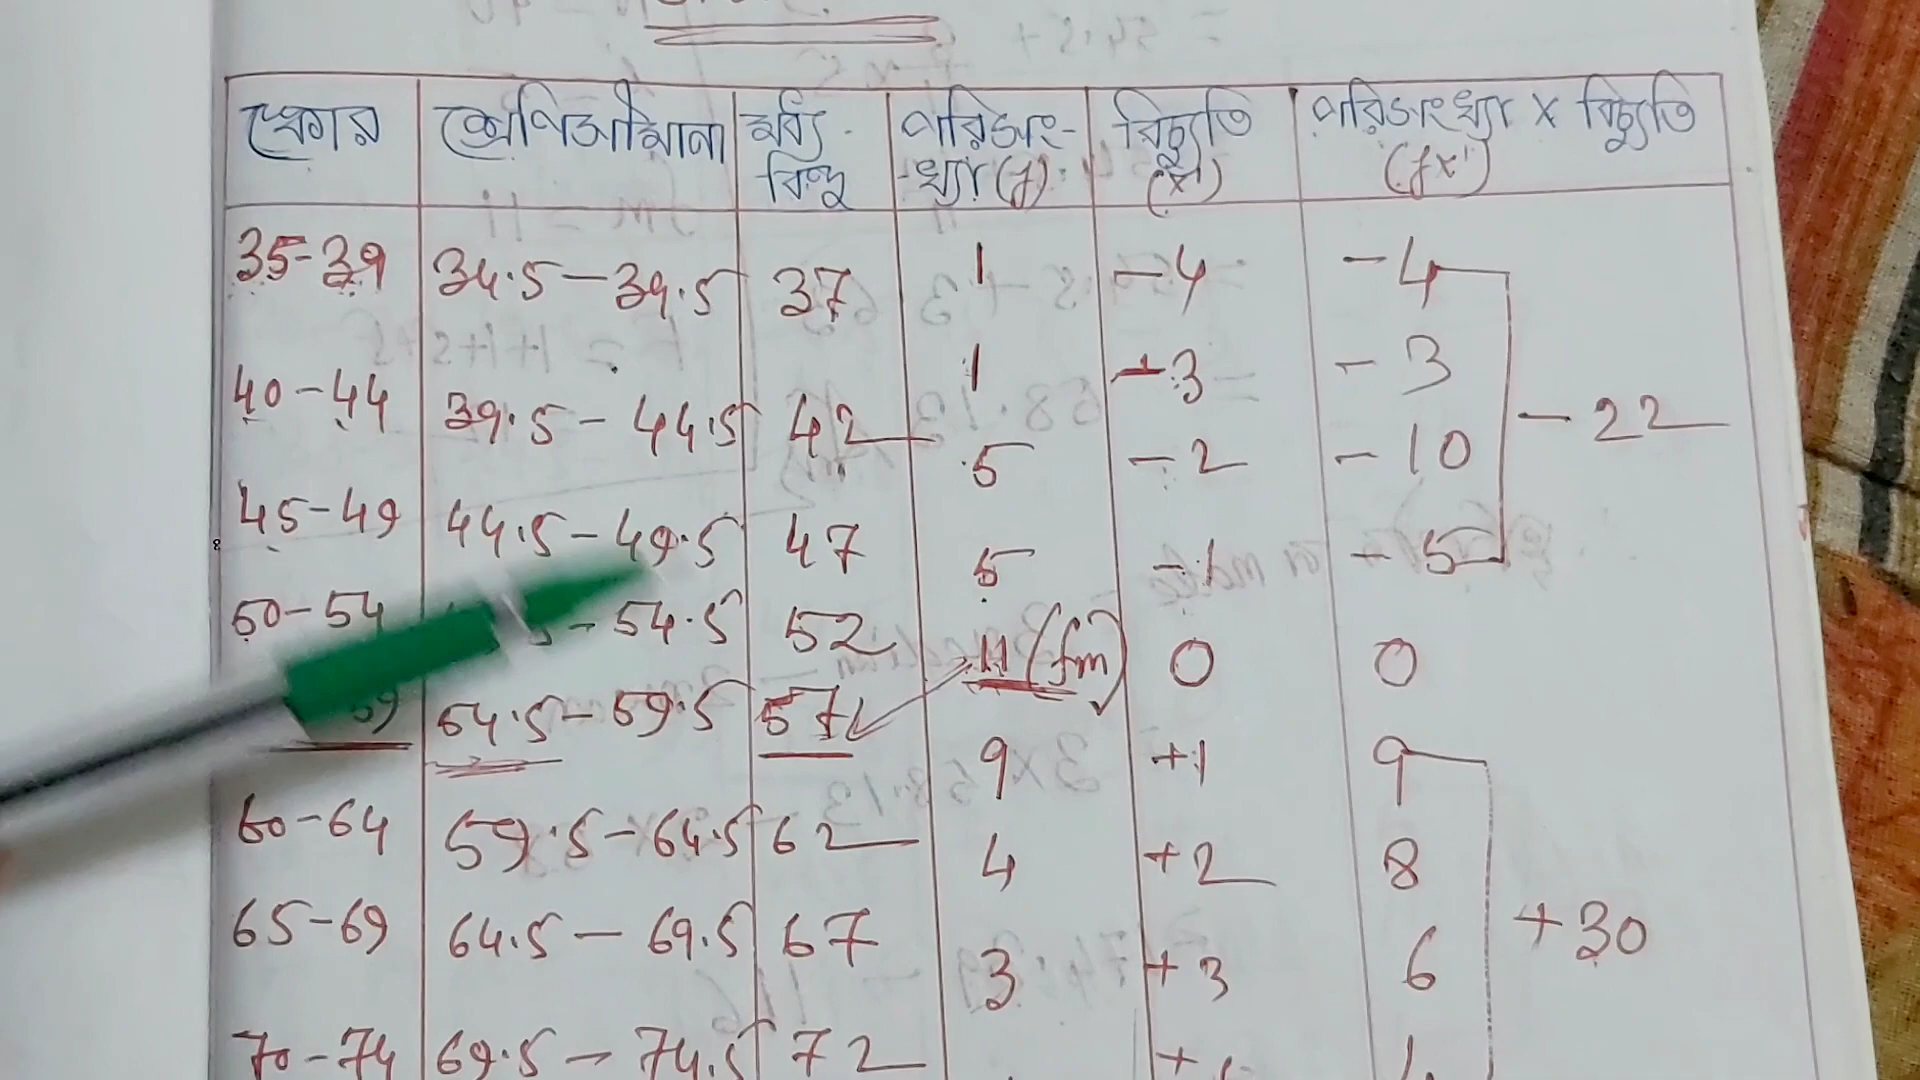 স্কোর শ্রেণিসীমানা মধ্য- পরিসাং- বিচ্যুতি পরিসাংখ্যা X বিচ্যুতি
বিন্দু -খ্যা (f) (x') (fx')
35-39 34.5-39.5 37 1 -4 -4
40-44 39.5-44.5 42 1 -3 -3
-22
45-49 44.5-49.5 47 5 -2 -10
50-54 -54.5 52 5 -1 -5
59 54.5-59.5 57 11 (fm) 0 0
60-64 59.5-64.5 62 9 +1 9
65-69 64.5-69.5 67 4 +2 8
+30
70-74 69.5-74.5 72 3 +3 6